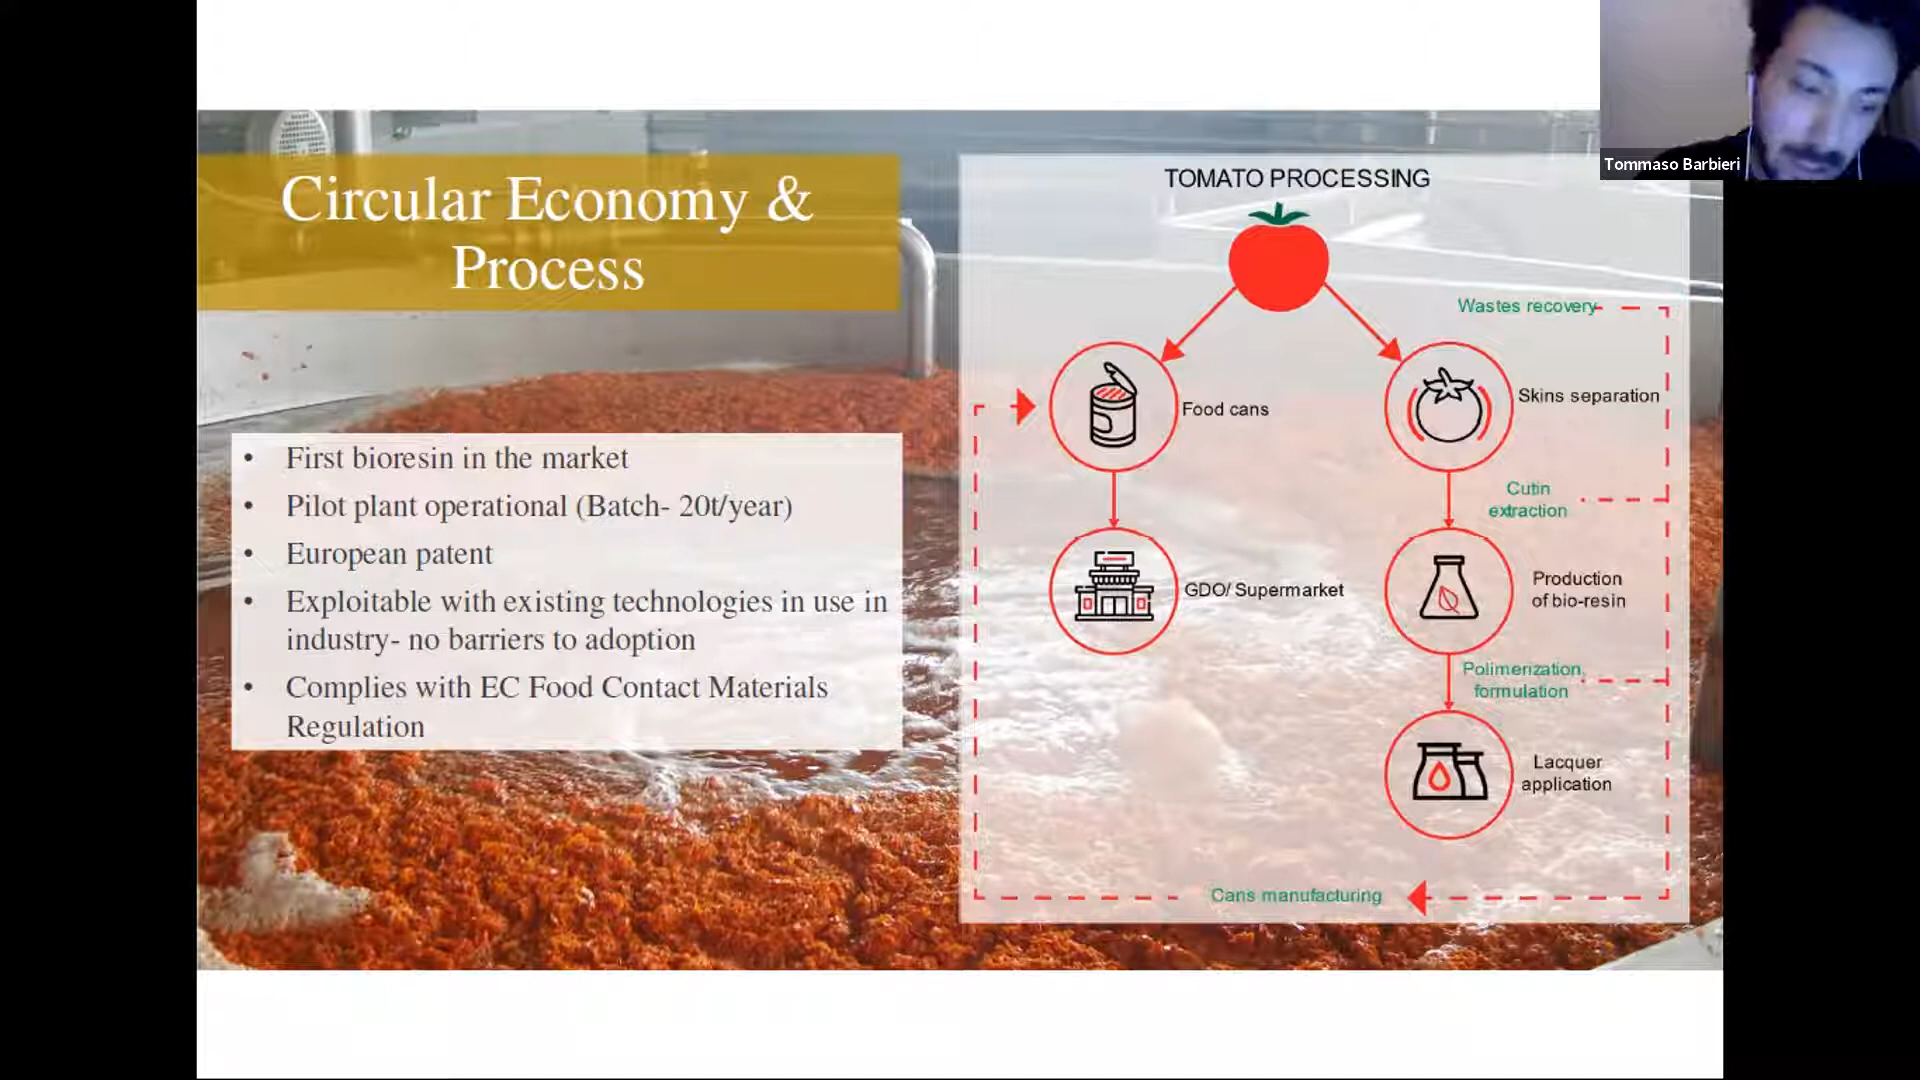 Tommaso Barbieri
Circular Economy &
Process
• First bioresin in the market
• Pilot plant operational (Batch- 20t/year)
• European patent
• Exploitable with existing technologies in use in
industry- no barriers to adoption
• Complies with EC Food Contact Materials
Regulation
TOMATO PROCESSING
Wastes recovery
Food cans
Skins separation
Cutin
extraction
GDO/ Supermarket
Production
of bio-resin
Polimerization,
formulation
Lacquer
application
Cans manufacturing